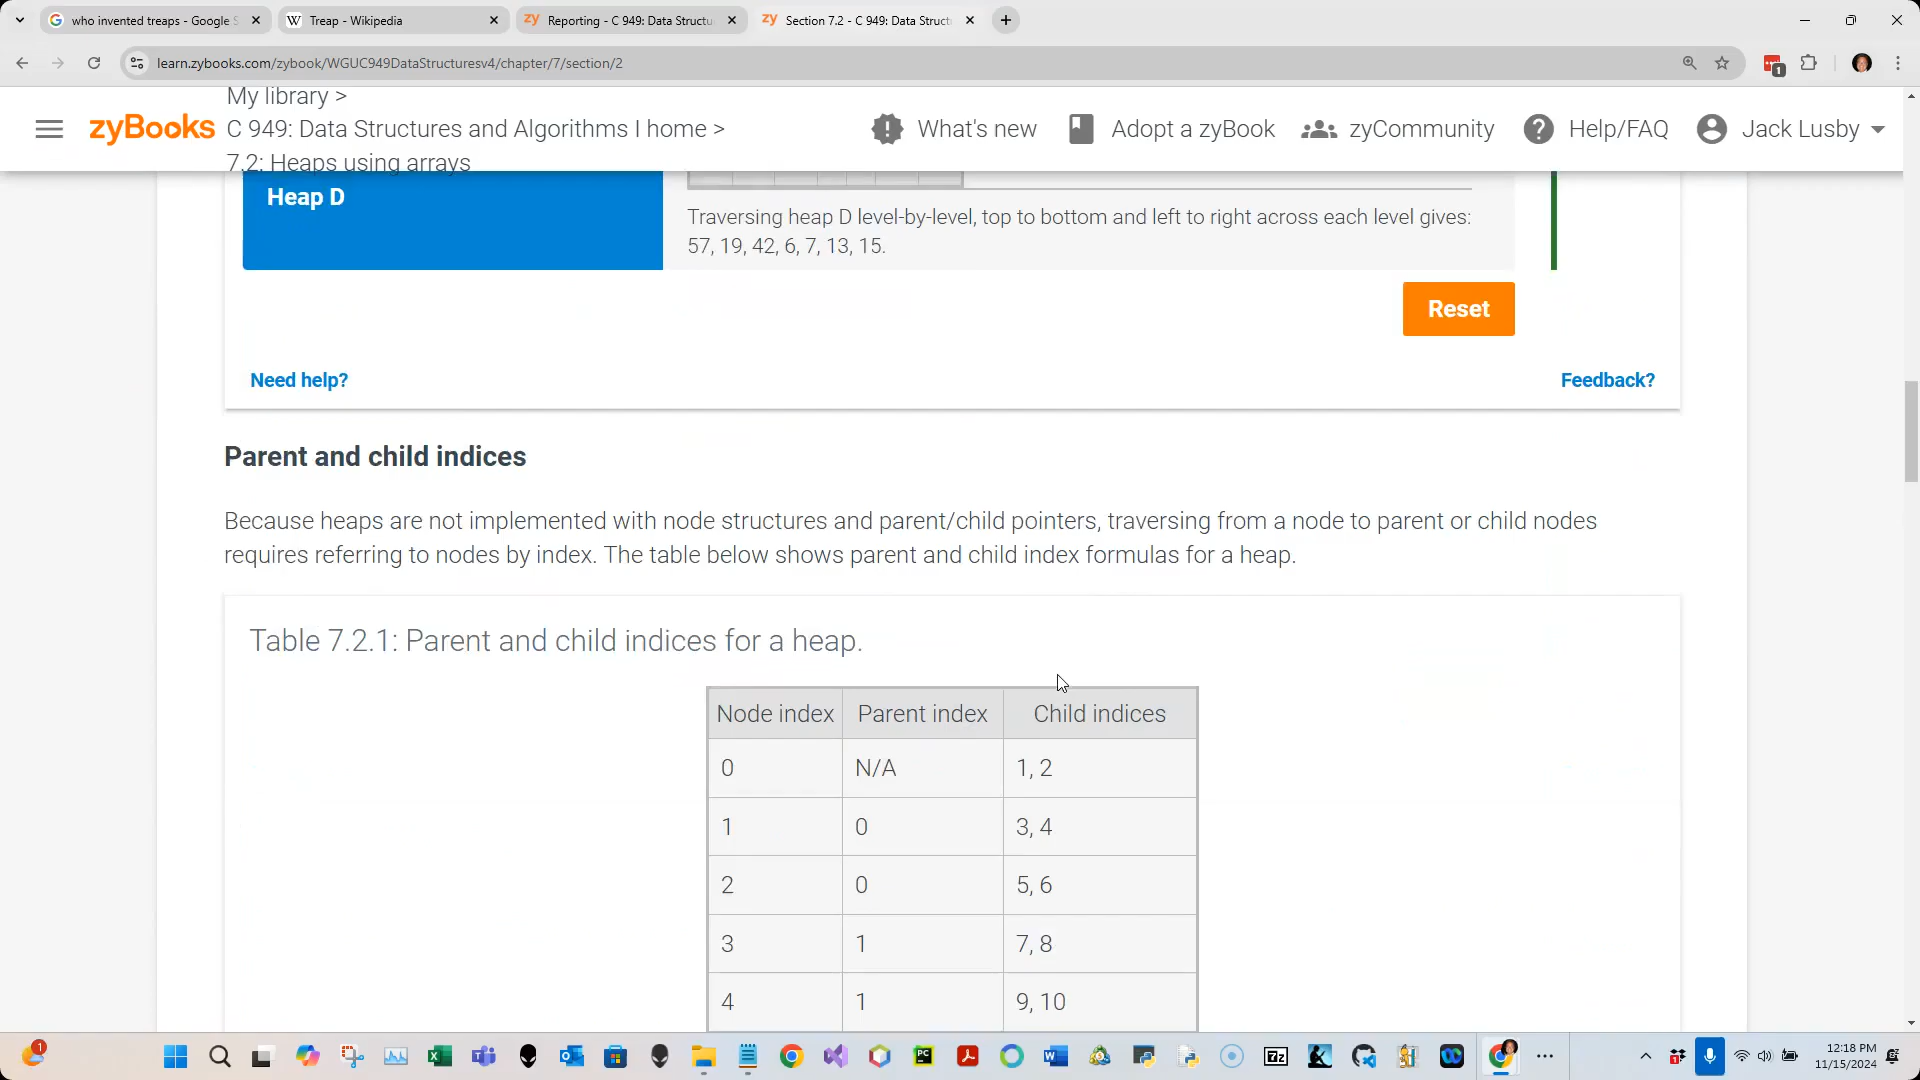 who invented treaps - Google S
Treap - Wikipedia
Reporting - C 949: Data Structu
Section 7.2 - C 949: Data Struct
learn.zybooks.com/zybook/WGUC949DataStructuresv4/chapter/7/section/2
1
My library >
zyBooks
C 949: Data Structures and Algorithms I home >
7.2: Heaps using arrays
What's new
Adopt a zyBook
zyCommunity
Help/FAQ
Jack Lusby
Heap D
Traversing heap D level-by-level, top to bottom and left to right across each level gives:
57, 19, 42, 6, 7, 13, 15.
Reset
Need help?
Feedback?
Parent and child indices
Because heaps are not implemented with node structures and parent/child pointers, traversing from a node to parent or child nodes
requires referring to nodes by index. The table below shows parent and child index formulas for a heap.
Table 7.2.1: Parent and child indices for a heap.
Node index Parent index Child indices
0 N/A 1, 2
1 0 3, 4
2 0 5, 6
3 1 7, 8
4 1 9, 10
12:18 PM
11/15/2024